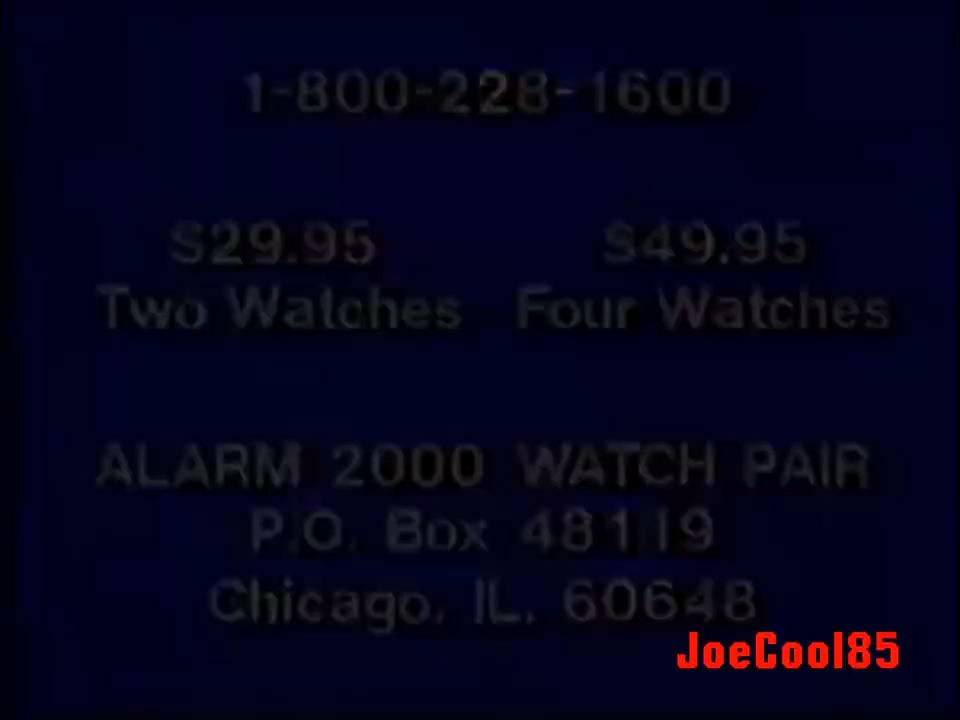 1-800-228-1600
$29.95 $49.95
Two Watches Four Watches
ALARM 2000 WATCH PAIR
P.O. Box 48119
Chicago, IL. 60648
JoeCool85